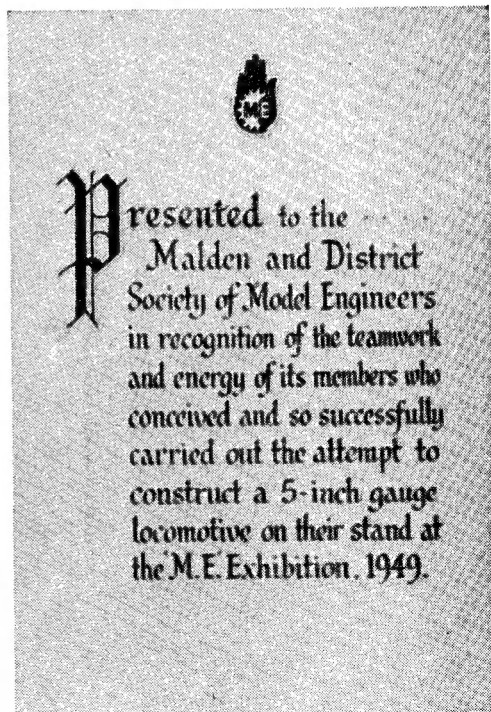 ME
Presented to the
Malden and District
Society of Model Engineers
in recognition of the teamwork
and energy of its members who
conceived and so successfully
carried out the attempt to
construct a 5-inch gauge
locomotive on their stand at
the M.E. Exhibition. 1949.